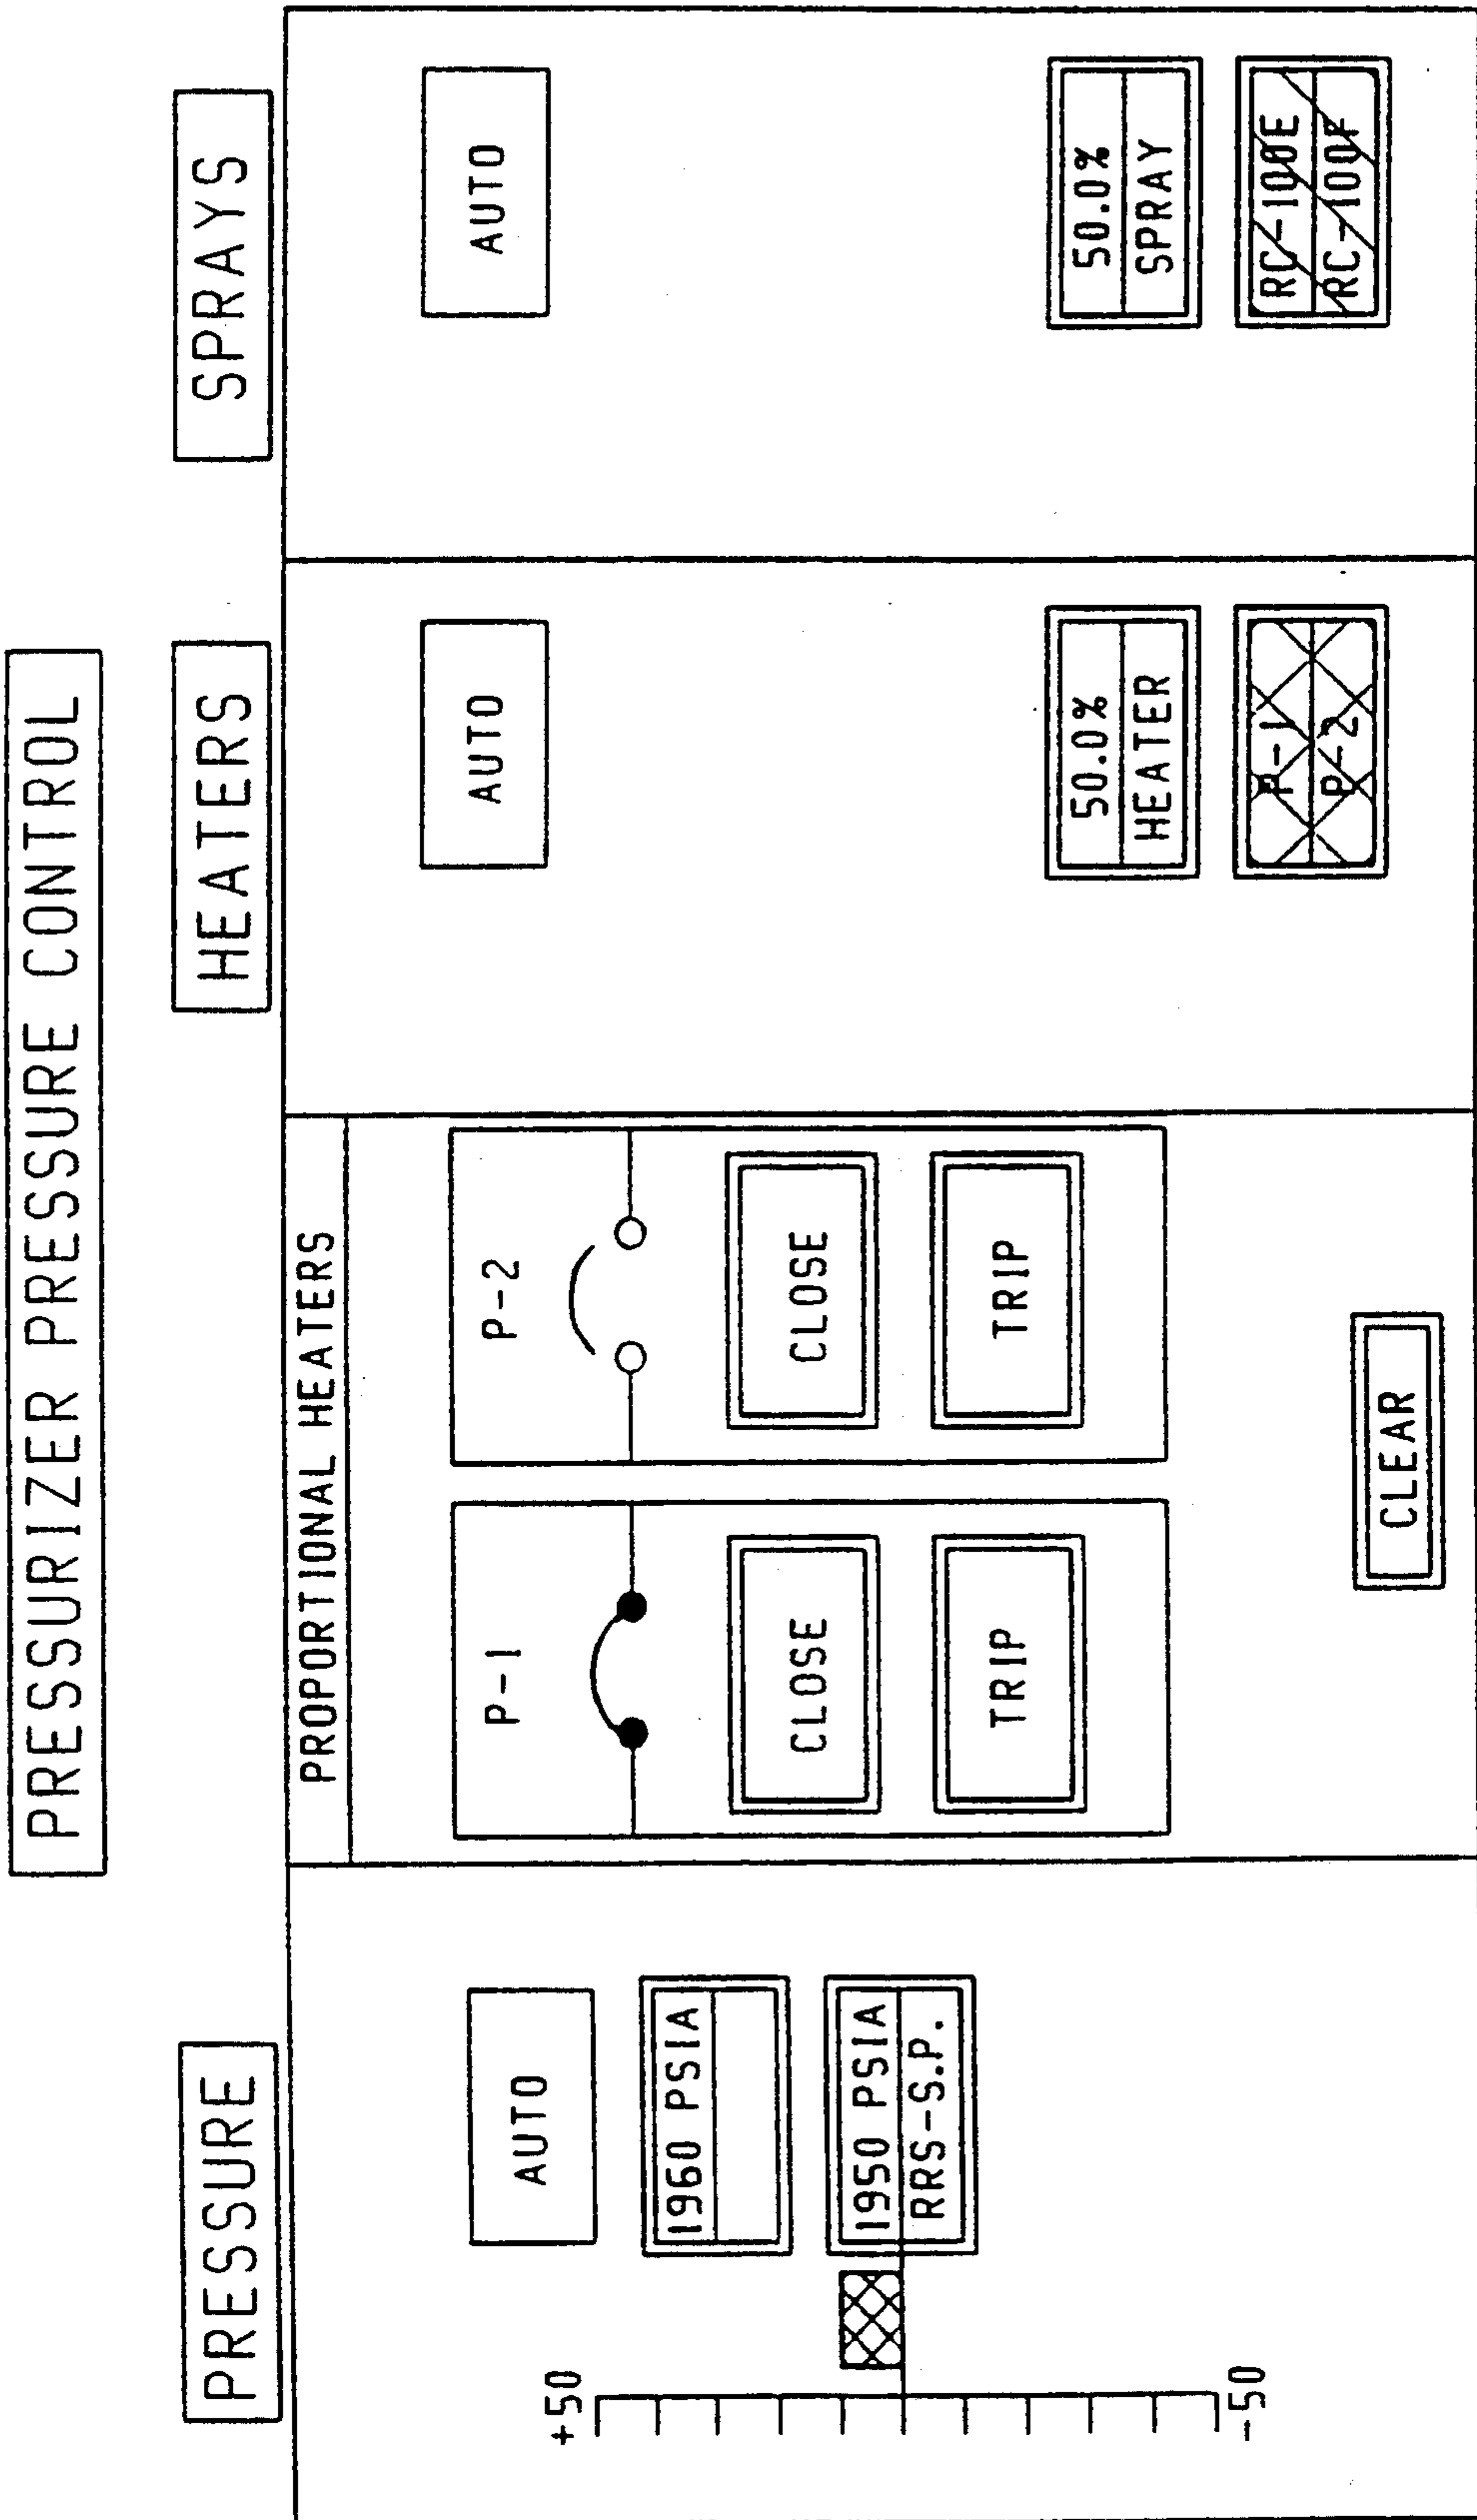 PRESSURIZER PRESSURE CONTROL
PRESSURE
HEATERS
SPRAYS
+50
-50
AUTO
1960 PSIA
1950 PSIA
RRS-S.P.
PROPORTIONAL HEATERS
P-1
CLOSE
TRIP
P-2
CLOSE
TRIP
CLEAR
AUTO
50.0%
HEATER
P-1
P-2
AUTO
50.0%
SPRAY
RC-100E
RC-100F